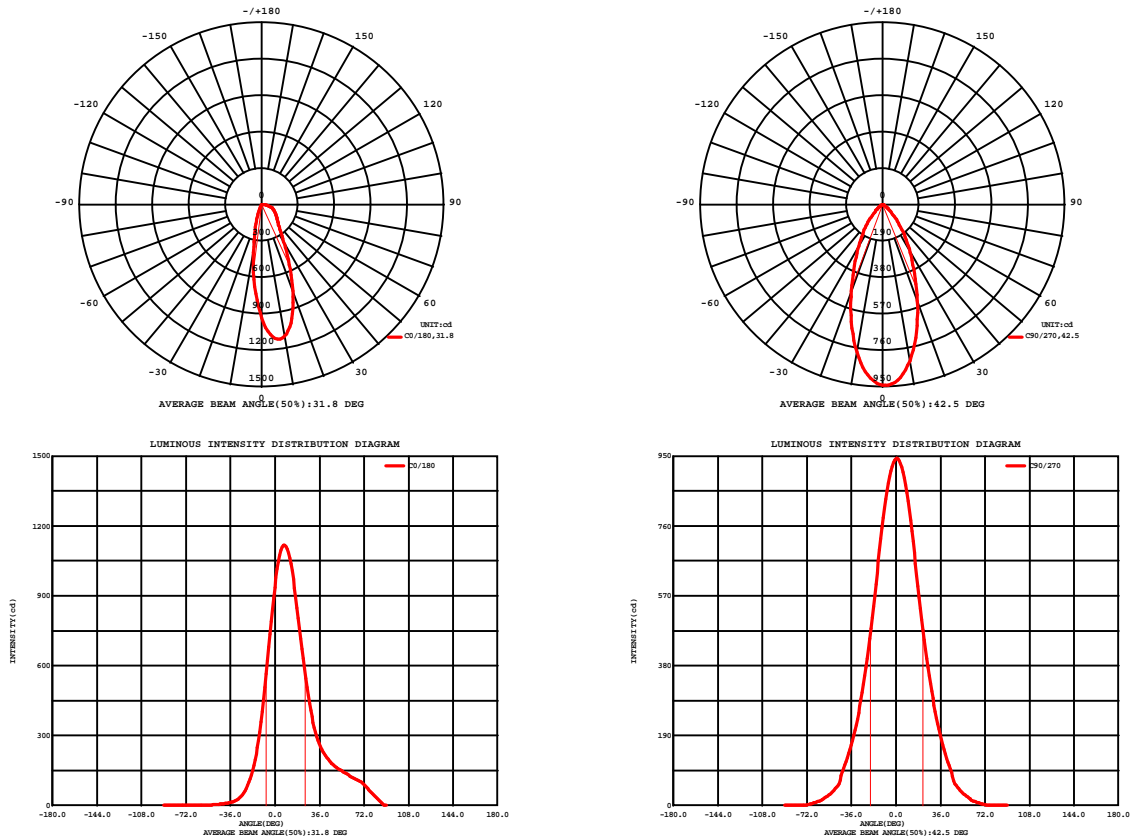 -/+180
-150
150
-120
120
-90
90
0
300
600
900
1200
1500
-60
60
-30
30
0
UNIT:cd
C0/180,31.8
AVERAGE BEAM ANGLE(50%):31.8 DEG
-/+180
-150
150
-120
120
-90
90
0
190
380
570
760
950
-60
60
-30
30
0
UNIT:cd
C90/270,42.5
AVERAGE BEAM ANGLE(50%):42.5 DEG
LUMINOUS INTENSITY DISTRIBUTION DIAGRAM
C0/180
INTENSITY(cd)
1500
1200
900
600
300
0
-180.0 -144.0 -108.0 -72.0 -36.0 0.0 36.0 72.0 108.0 144.0 180.0
ANGLE(DEG)
AVERAGE BEAM ANGLE(50%):31.8 DEG
LUMINOUS INTENSITY DISTRIBUTION DIAGRAM
C90/270
INTENSITY(cd)
950
760
570
380
190
0
-180.0 -144.0 -108.0 -72.0 -36.0 0.0 36.0 72.0 108.0 144.0 180.0
ANGLE(DEG)
AVERAGE BEAM ANGLE(50%):42.5 DEG